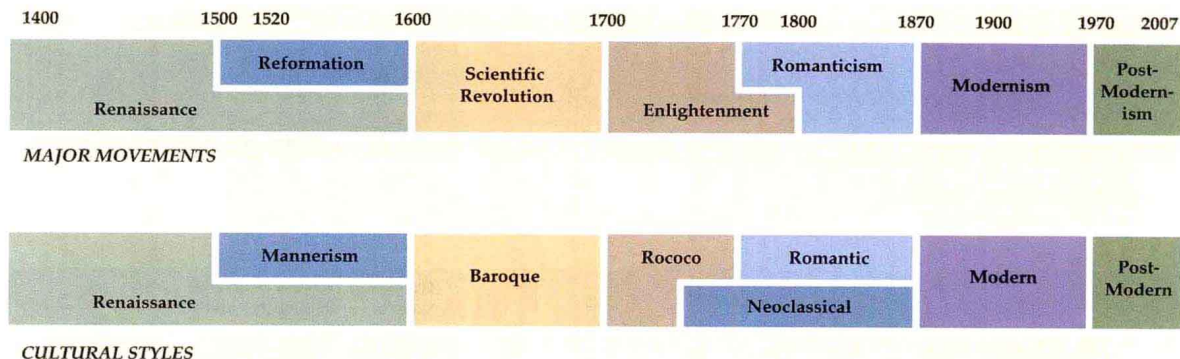 1400 1500 1520 1600 1700 1770 1800 1870 1900 1970 2007
Reformation
Renaissance
Scientific
Revolution
Enlightenment
Romanticism
Modernism
Post-
Modern-
ism
MAJOR MOVEMENTS
Mannerism
Renaissance
Baroque
Rococo
Romantic
Neoclassical
Modern
Post-
Modern
CULTURAL STYLES